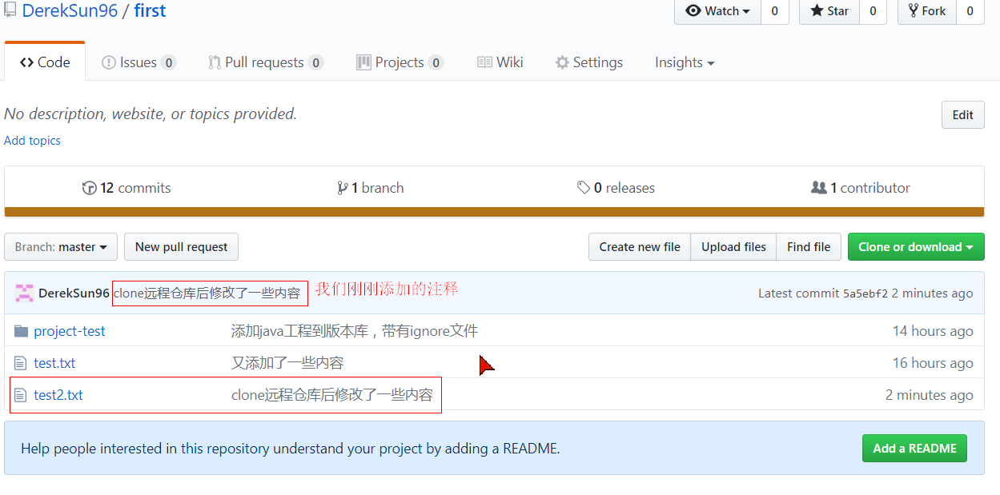 DerekSun96 / first
Watch 0 Star 0 Fork 0
Code Issues 0 Pull requests 0 Projects 0 Wiki Settings Insights
No description, website, or topics provided.
Edit
Add topics
12 commits 1 branch 0 releases 1 contributor
Branch: master New pull request Create new file Upload files Find file Clone or download
DerekSun96 clone远程仓库后修改了一些内容 我们刚刚添加的注释 Latest commit 5a5ebf2 2 minutes ago
project-test 添加java工程到版本库，带有ignore文件 14 hours ago
test.txt 又添加了一些内容 16 hours ago
test2.txt clone远程仓库后修改了一些内容 2 minutes ago
Help people interested in this repository understand your project by adding a README. Add a README